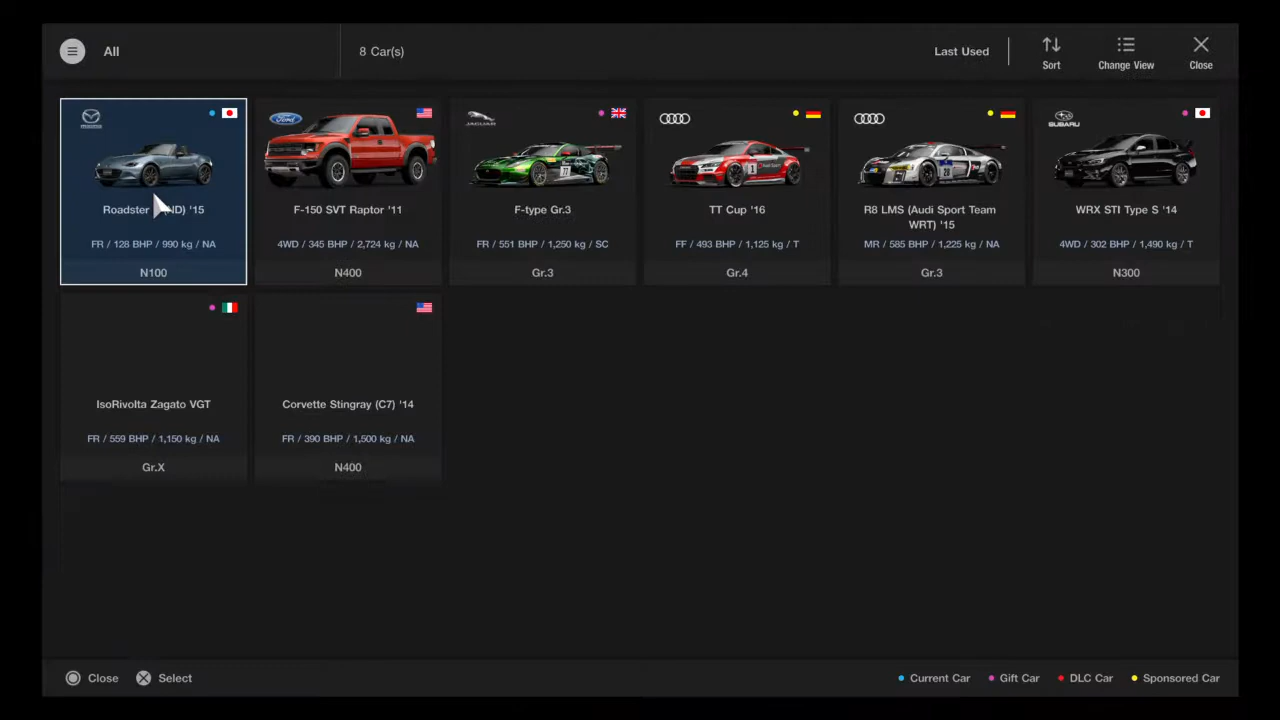 All
8 Car(s)
Last Used
Sort
Change View
Close
Roadster (ND) '15
FR / 128 BHP / 990 kg / NA
N100
F-150 SVT Raptor '11
4WD / 345 BHP / 2,724 kg / NA
N400
JAGUAR
F-type Gr.3
FR / 551 BHP / 1,250 kg / SC
Gr.3
TT Cup '16
FF / 493 BHP / 1,125 kg / T
Gr.4
R8 LMS (Audi Sport Team
WRT) '15
MR / 585 BHP / 1,225 kg / NA
Gr.3
SUBARU
WRX STI Type S '14
4WD / 302 BHP / 1,490 kg / T
N300
IsoRivolta Zagato VGT
FR / 559 BHP / 1,150 kg / NA
Gr.X
Corvette Stingray (C7) '14
FR / 390 BHP / 1,500 kg / NA
N400
Close
Select
Current Car
Gift Car
DLC Car
Sponsored Car